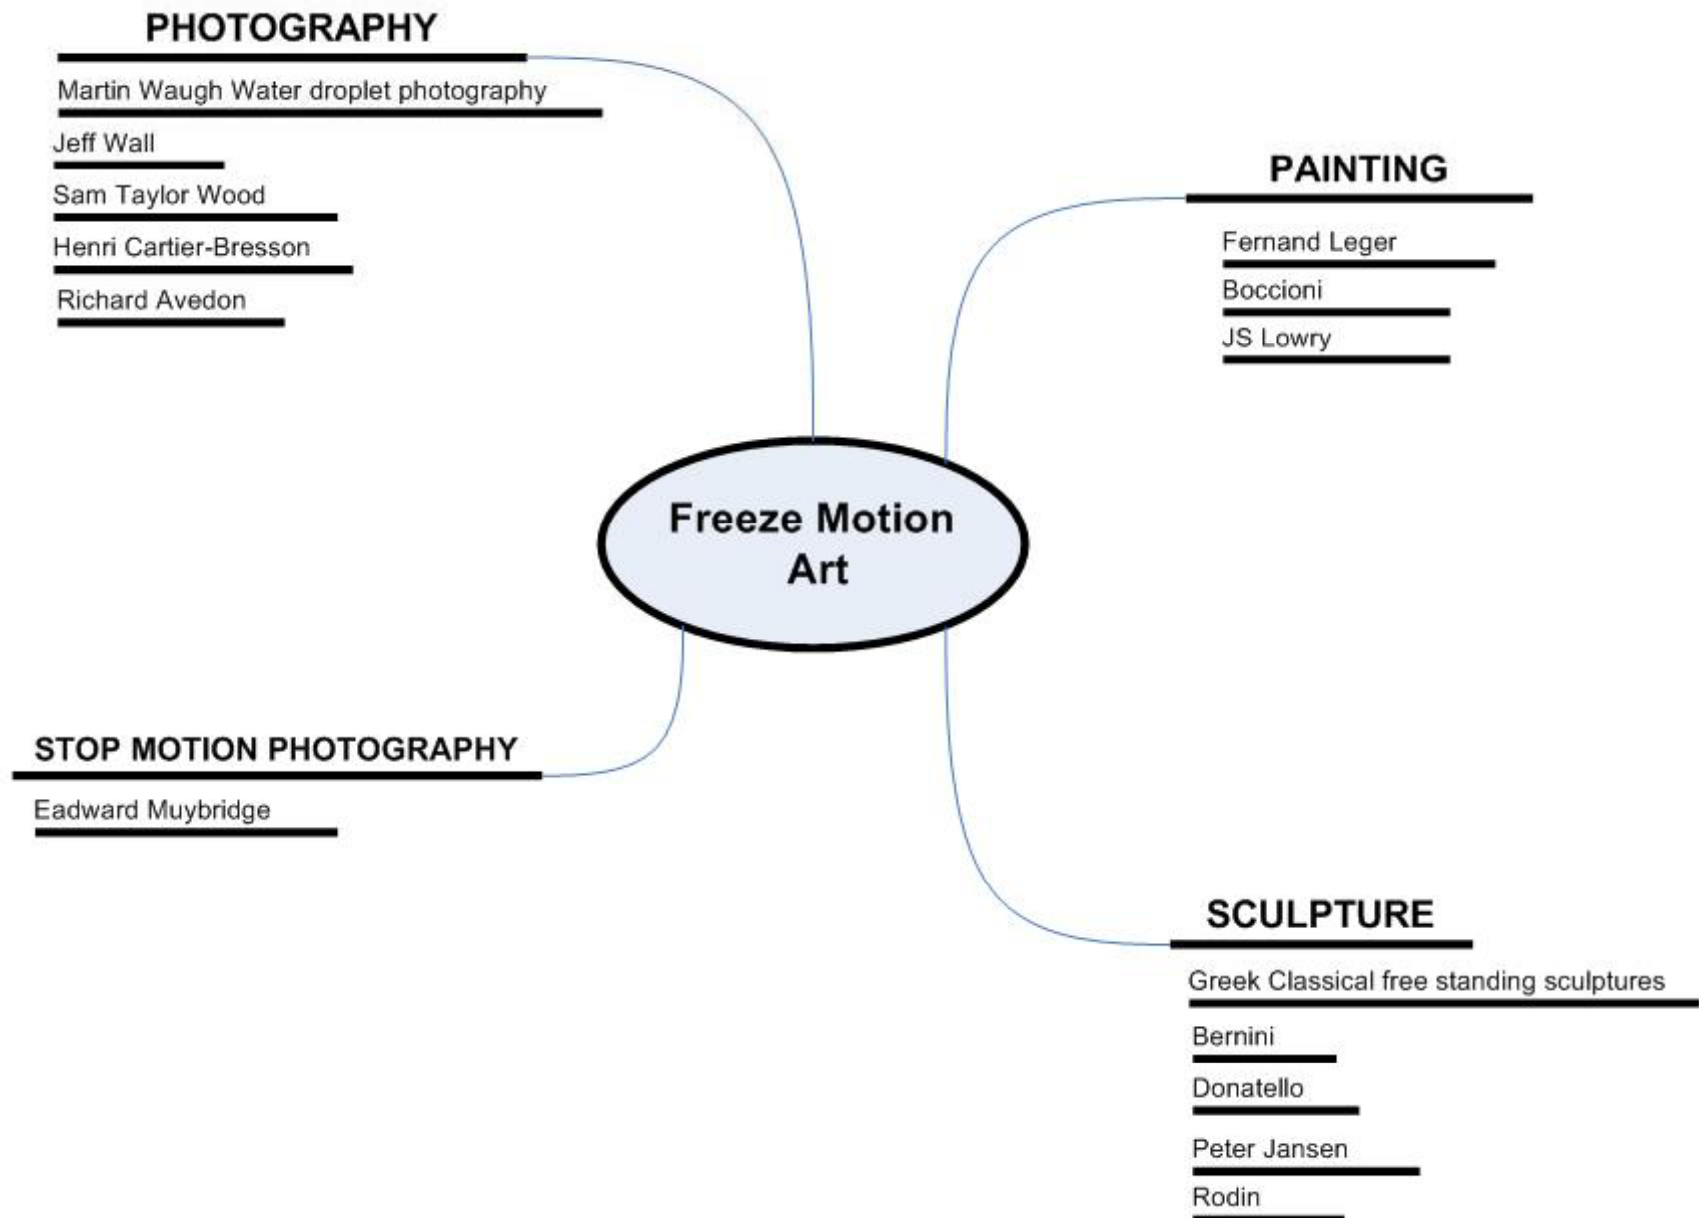 PHOTOGRAPHY
Martin Waugh Water droplet photography
Jeff Wall
Sam Taylor Wood
Henri Cartier-Bresson
Richard Avedon
PAINTING
Fernand Leger
Boccioni
JS Lowry
Freeze Motion
Art
STOP MOTION PHOTOGRAPHY
Eadward Muybridge
SCULPTURE
Greek Classical free standing sculptures
Bernini
Donatello
Peter Jansen
Rodin